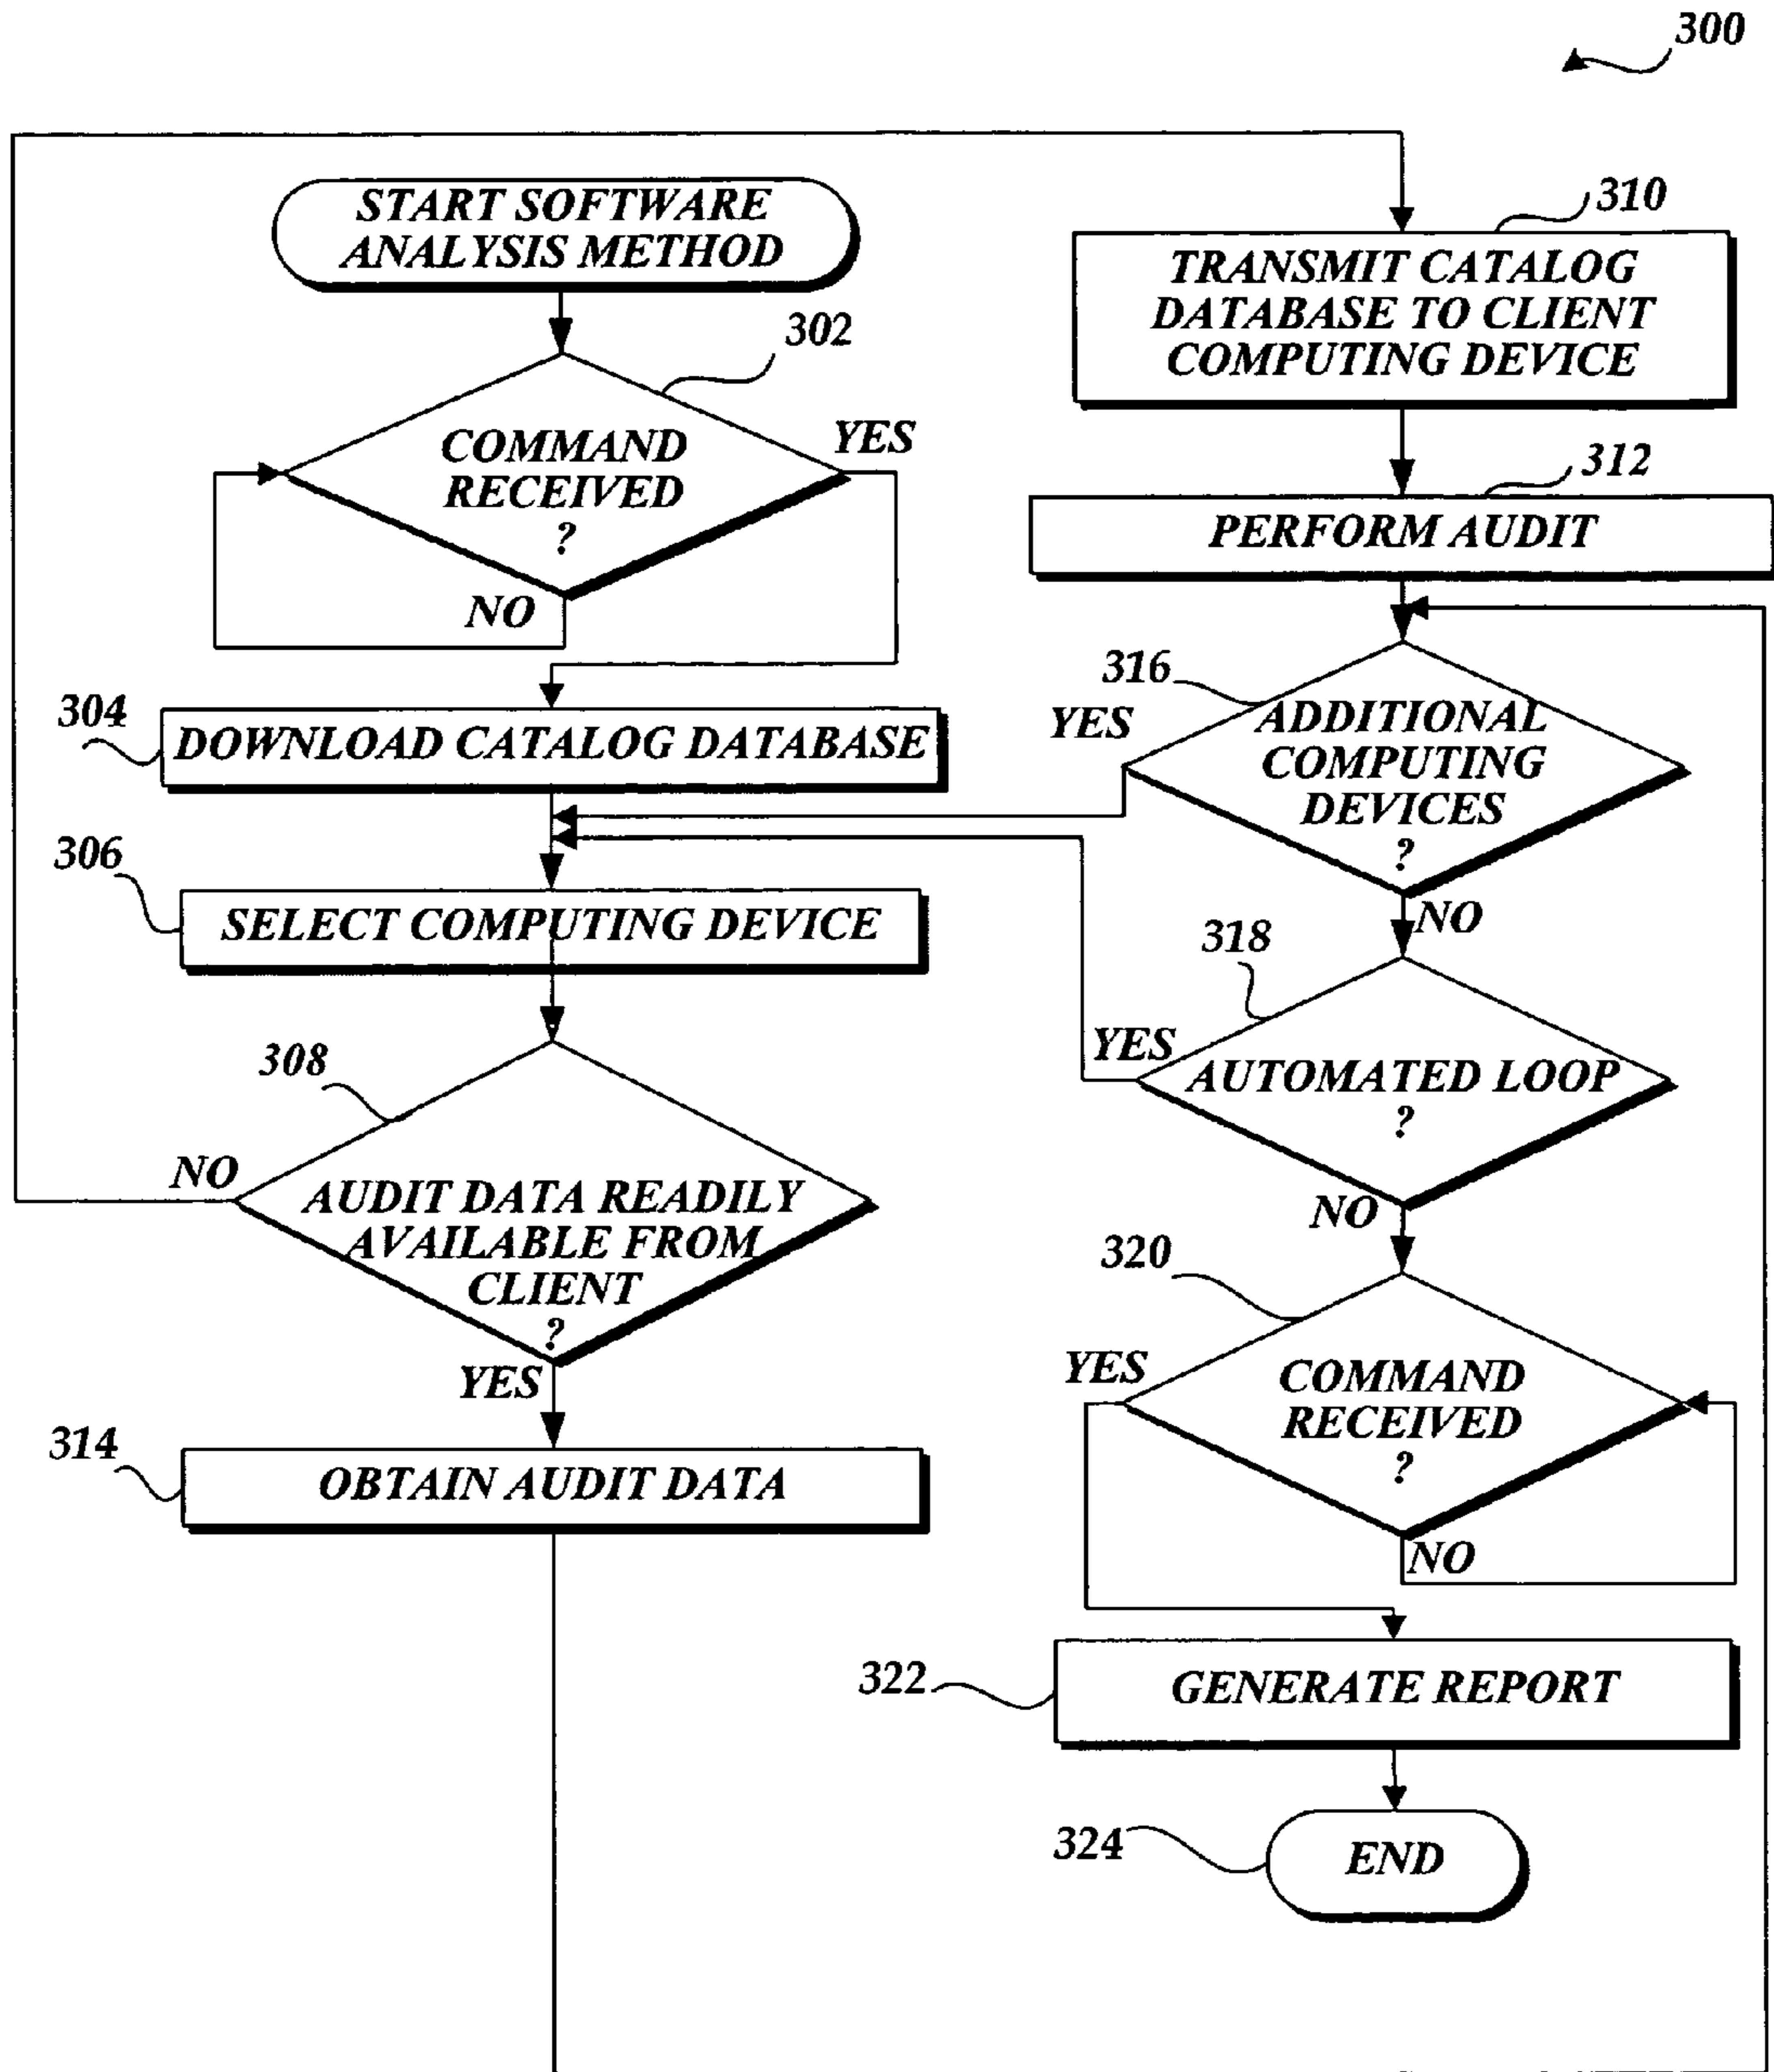 300
START SOFTWARE
ANALYSIS METHOD
302
COMMAND
RECEIVED
?
YES
NO
304
DOWNLOAD CATALOG DATABASE
306
SELECT COMPUTING DEVICE
308
NO
AUDIT DATA READILY
AVAILABLE FROM
CLIENT
?
YES
314
OBTAIN AUDIT DATA
310
TRANSMIT CATALOG
DATABASE TO CLIENT
COMPUTING DEVICE
312
PERFORM AUDIT
316
YES
ADDITIONAL
COMPUTING
DEVICES
?
NO
318
YES
AUTOMATED LOOP
?
NO
320
YES
COMMAND
RECEIVED
?
NO
322
GENERATE REPORT
324
END